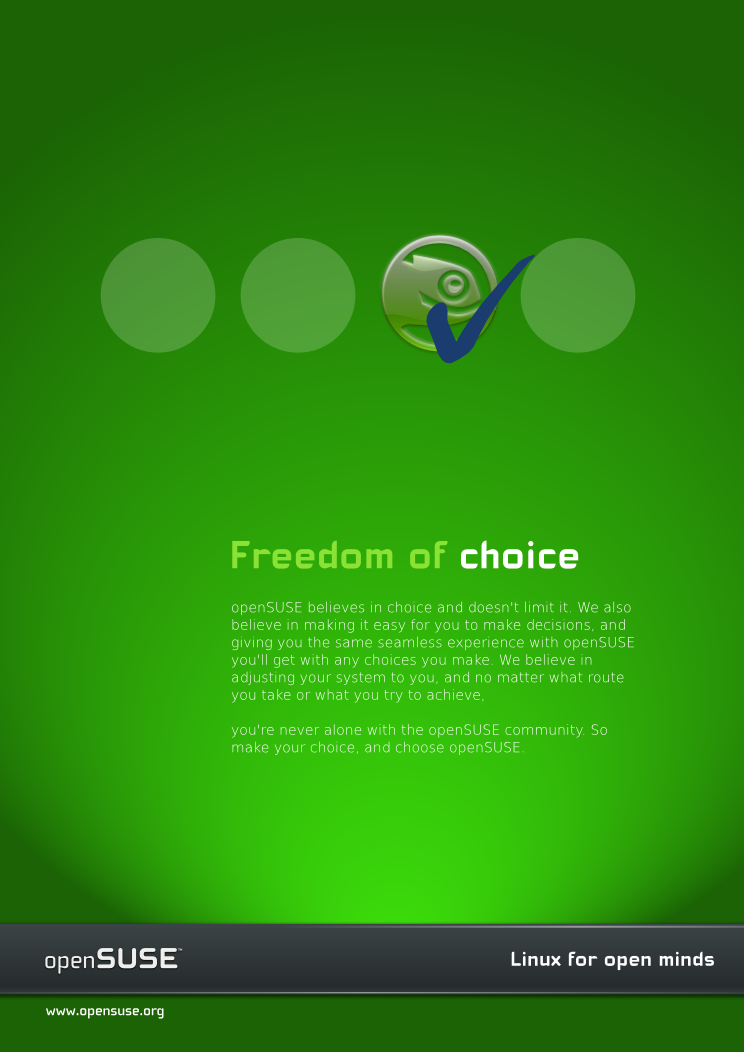 Freedom of choice
openSUSE believes in choice and doesn't limit it. We also
believe in making it easy for you to make decisions, and
giving you the same seamless experience with openSUSE
you'll get with any choices you make. We believe in
adjusting your system to you, and no matter what route
you take or what you try to achieve,
you're never alone with the openSUSE community. So
make your choice, and choose openSUSE.
openSUSE™
Linux for open minds
www.opensuse.org